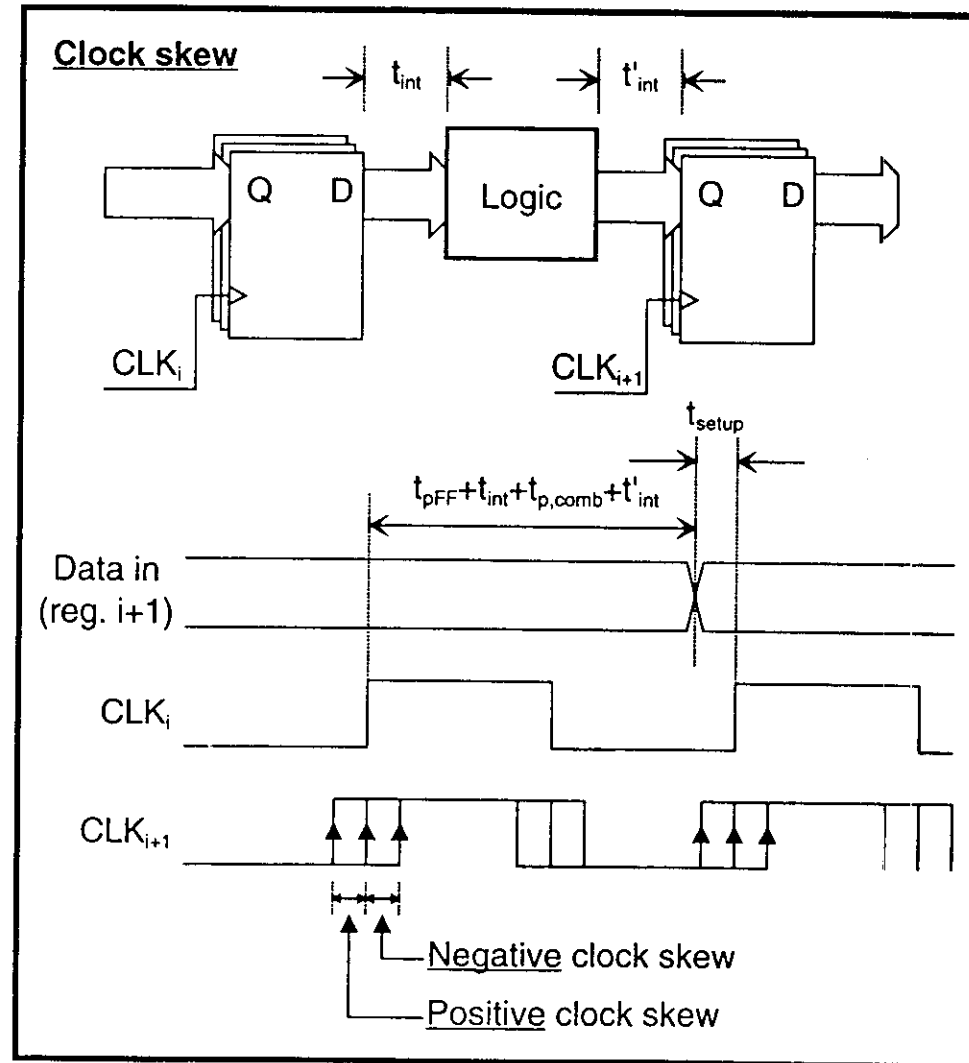 Clock skew
t_int
t'_int
Q D
Logic
Q D
CLK_i
CLK_i+1
t_setup
t_pFF+t_int+t_p,comb+t'_int
Data in
(reg. i+1)
CLK_i
CLK_i+1
Negative clock skew
Positive clock skew